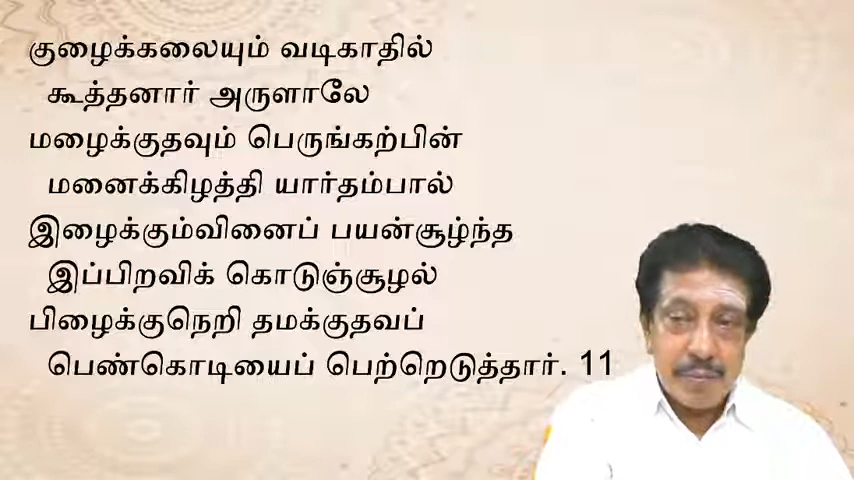 குழைக்கலையும் வடிகாதில்
கூத்தனார் அருளாலே
மழைக்குதவும் பெருங்கற்பின்
மனைக்கிழத்தி யார்தம்பால்
இழைக்கும்வினைப் பயன்சூழ்ந்த
இப்பிறவிக் கொடுஞ்சூழல்
பிழைக்குநெறி தமக்குதவப்
பெண்கொடியைப் பெற்றெடுத்தார். 11